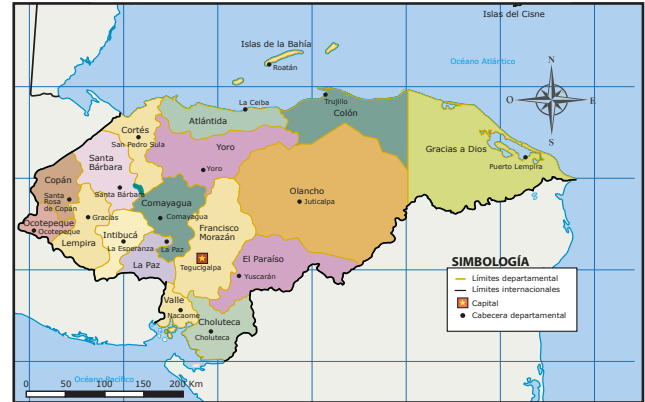 Islas del Cisne
Islas de la Bahía
Roatán
Océano Atlántico
N
O
E
S
La Ceiba
Trujillo
Atlántida
Colón
Cortés
San Pedro Sula
Yoro
Yoro
Gracias a Dios
Puerto Lempira
Santa
Bárbara
Santa Bárbara
Copán
Santa
Rosa
de Copán
Olancho
Juticalpa
Comayagua
Comayagua
Ocotepeque
Ocotepeque
Gracias
Lempira
Intibucá
La Esperanza
La Paz
La Paz
Francisco
Morazán
Tegucigalpa
El Paraíso
Yuscarán
Valle
Nacaome
Choluteca
Choluteca
SIMBOLOGÍA
Límites departamental
Límites internacionales
Capital
Cabecera departamental
Océano Pacífico
0 50 100 150 200 Km